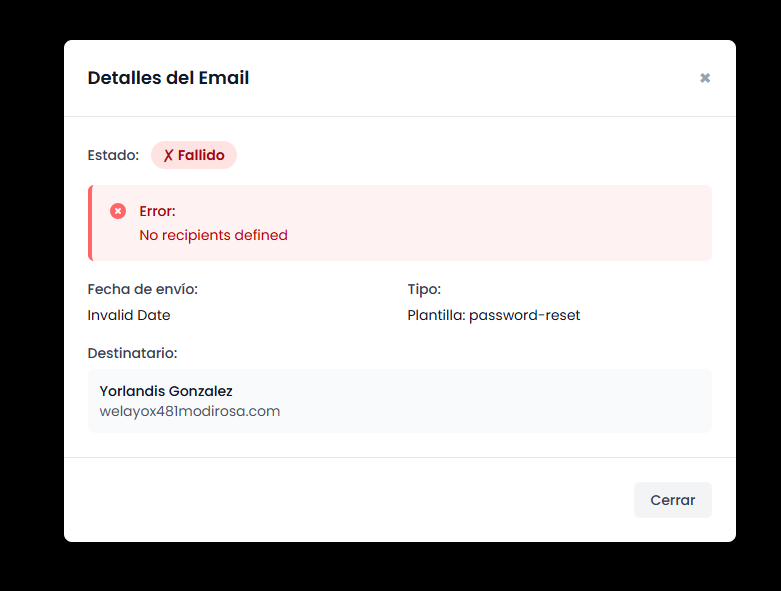 Detalles del Email
✖
Estado: ✗ Fallido
Error:
No recipients defined
Fecha de envío: Tipo:
Invalid Date Plantilla: password-reset
Destinatario:
Yorlandis Gonzalez
welayox481modirosa.com
Cerrar